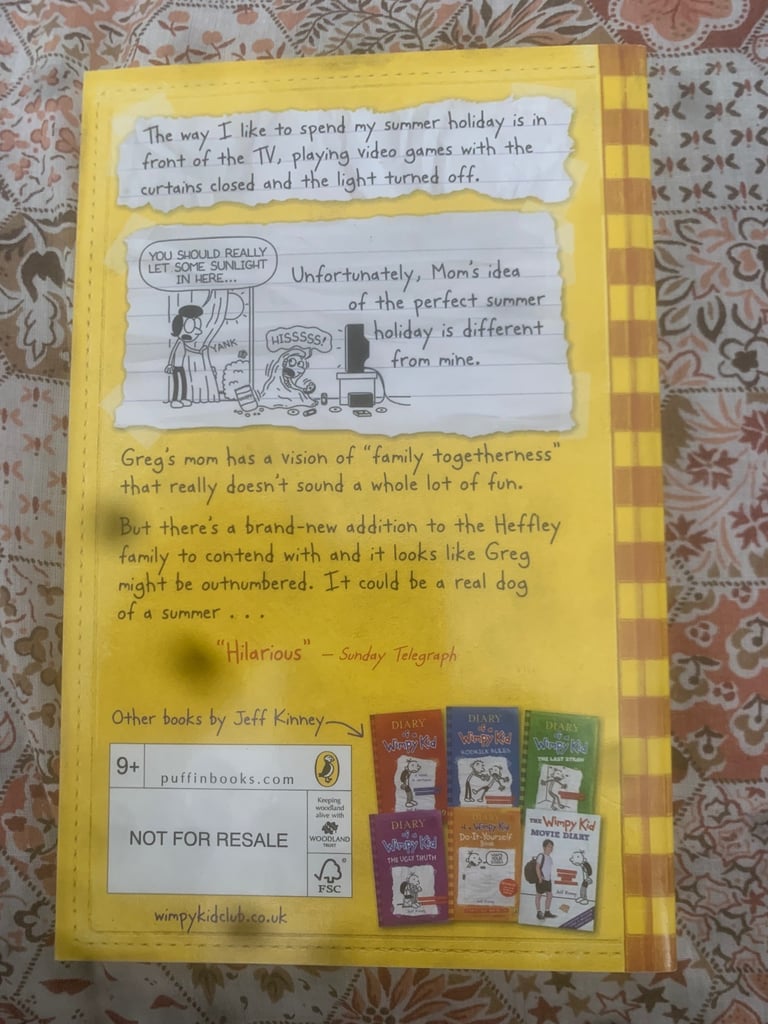 The way I like to spend my summer holiday is in
front of the TV, playing video games with the
curtains closed and the light turned off.
YOU SHOULD REALLY
LET SOME SUNLIGHT
IN HERE...
YANK
HISSSSS!
Unfortunately, Mom's idea
of the perfect summer
holiday is different
from mine.
Greg's mom has a vision of "family togetherness"
that really doesn't sound a whole lot of fun.
But there's a brand-new addition to the Heffley
family to contend with and it looks like Greg
might be outnumbered. It could be a real dog
of a summer . . .
"Hilarious" – Sunday Telegraph
Other books by Jeff Kinney
DIARY
of a
Wimpy Kid
DIARY
of a
Wimpy Kid
RODRICK RULES
DIARY
of a
Wimpy Kid
THE LAST STRAW
DIARY
of a
Wimpy Kid
THE UGLY TRUTH
Wimpy Kid
Do-It-Yourself
THE Wimpy Kid
MOVIE DIARY
Jeff Kinney
9+
puffinbooks.com
NOT FOR RESALE
Keeping
woodland
alive with
WOODLAND
TRUST
FSC
wimpykidclub.co.uk